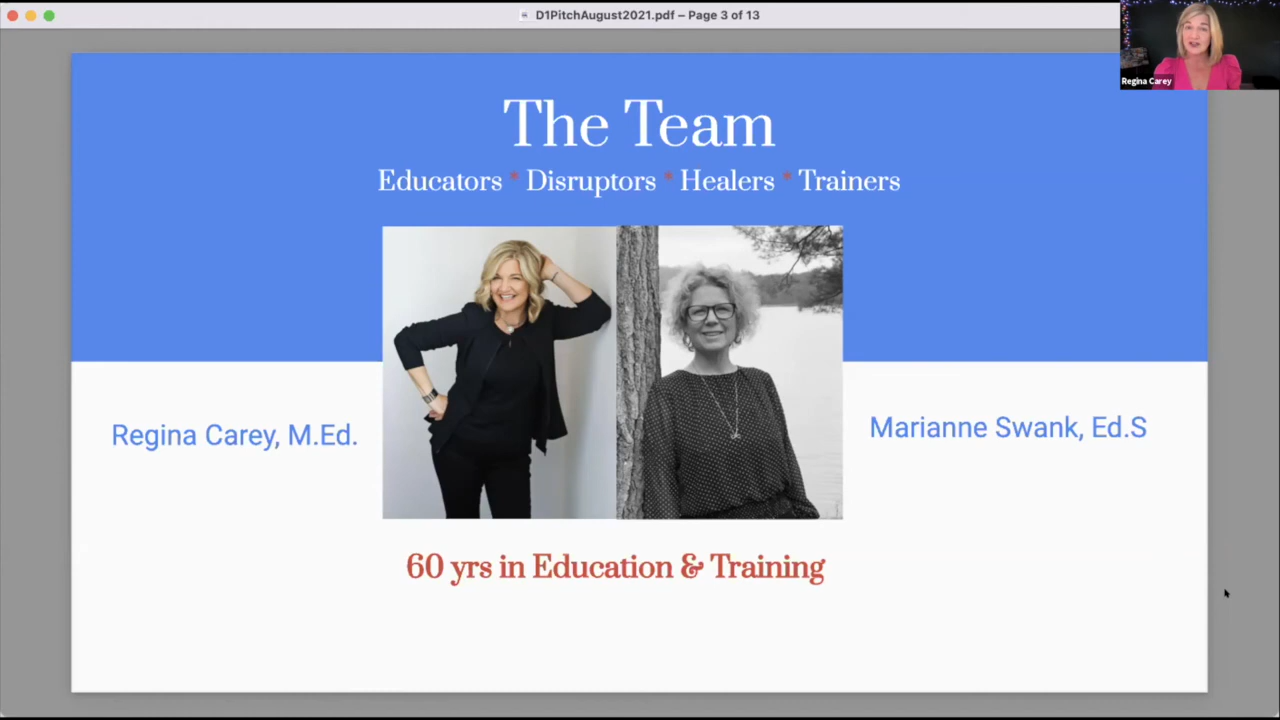 D1PitchAugust2021.pdf – Page 3 of 13
Regina Carey
The Team
Educators * Disruptors * Healers * Trainers
Regina Carey, M.Ed.
Marianne Swank, Ed.S
60 yrs in Education & Training